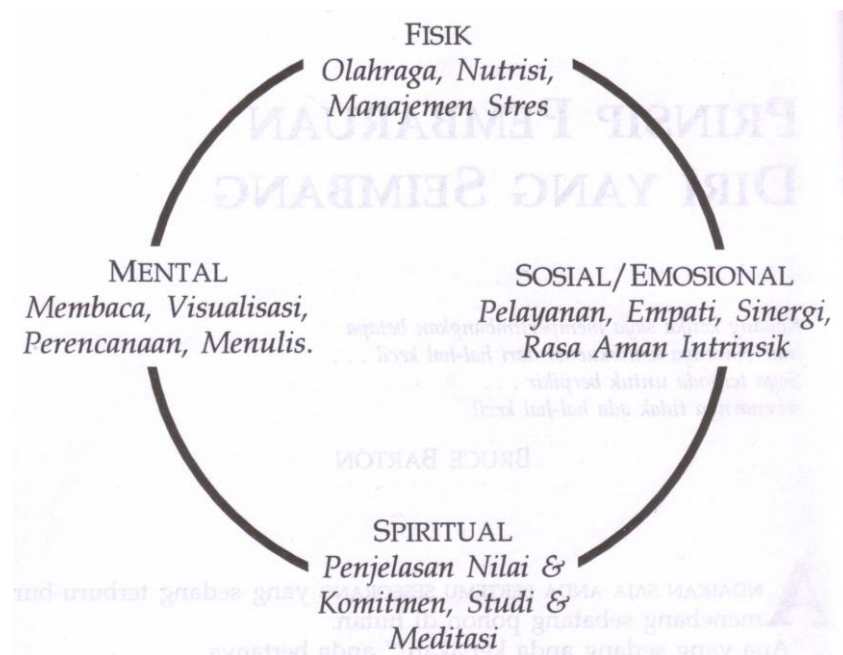 FISIK
Olahraga, Nutrisi,
Manajemen Stres
MENTAL
Membaca, Visualisasi,
Perencanaan, Menulis.
SOSIAL/EMOSIONAL
Pelayanan, Empati, Sinergi,
Rasa Aman Intrinsik
SPIRITUAL
Penjelasan Nilai &
Komitmen, Studi &
Meditasi